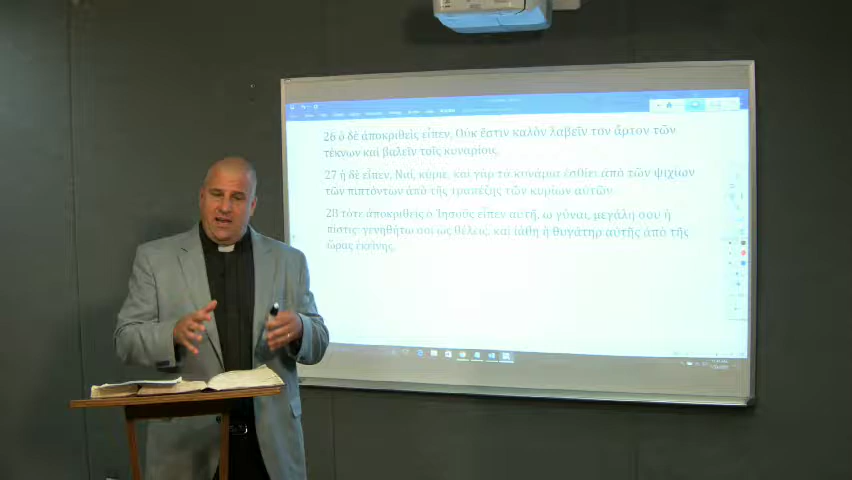 26 ὁ δὲ ἀποκριθεὶς εἶπεν, Οὐκ ἔστιν καλὸν λαβεῖν τὸν ἄρτον τῶν
τέκνων καὶ βαλεῖν τοῖς κυναρίοις.
27 ἡ δὲ εἶπεν, Ναί, κύριε, καὶ γὰρ τὰ κυνάρια ἐσθίει ἀπὸ τῶν ψιχίων
τῶν πιπτόντων ἀπὸ τῆς τραπέζης τῶν κυρίων αὐτῶν
28 τότε ἀποκριθεὶς ὁ Ἰησοῦς εἶπεν αὐτῇ, ω γύναι, μεγάλη σου ἡ
πίστις· γενηθήτω σοι ὡς θέλεις. καὶ ἰάθη ἡ θυγάτηρ αὐτῆς ἀπὸ τῆς
ὥρας ἐκείνης.